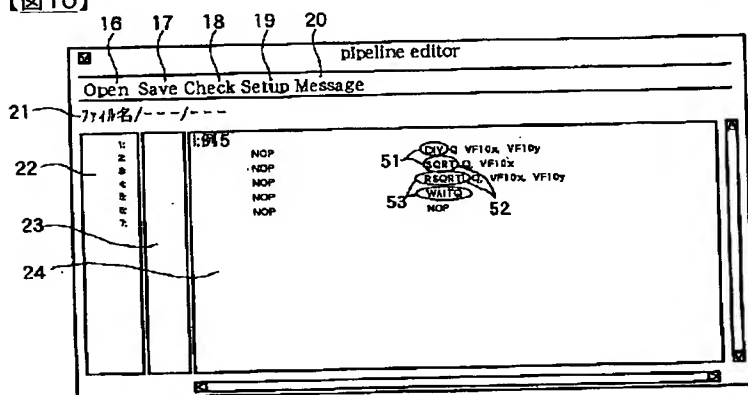 【図10】
16 17 18 19 20
pipeline editor
Open Save Check Setup Message
21 ファイル名/---/---
22 1: ;例5
2: NOP DIV Q, VF10x, VF10y
3: NOP SQRT Q, VF10x
4: NOP RSQRT Q, VF10x, VF10y
5: NOP WAITQ
6: NOP NOP
7:
51
53 52
23
24